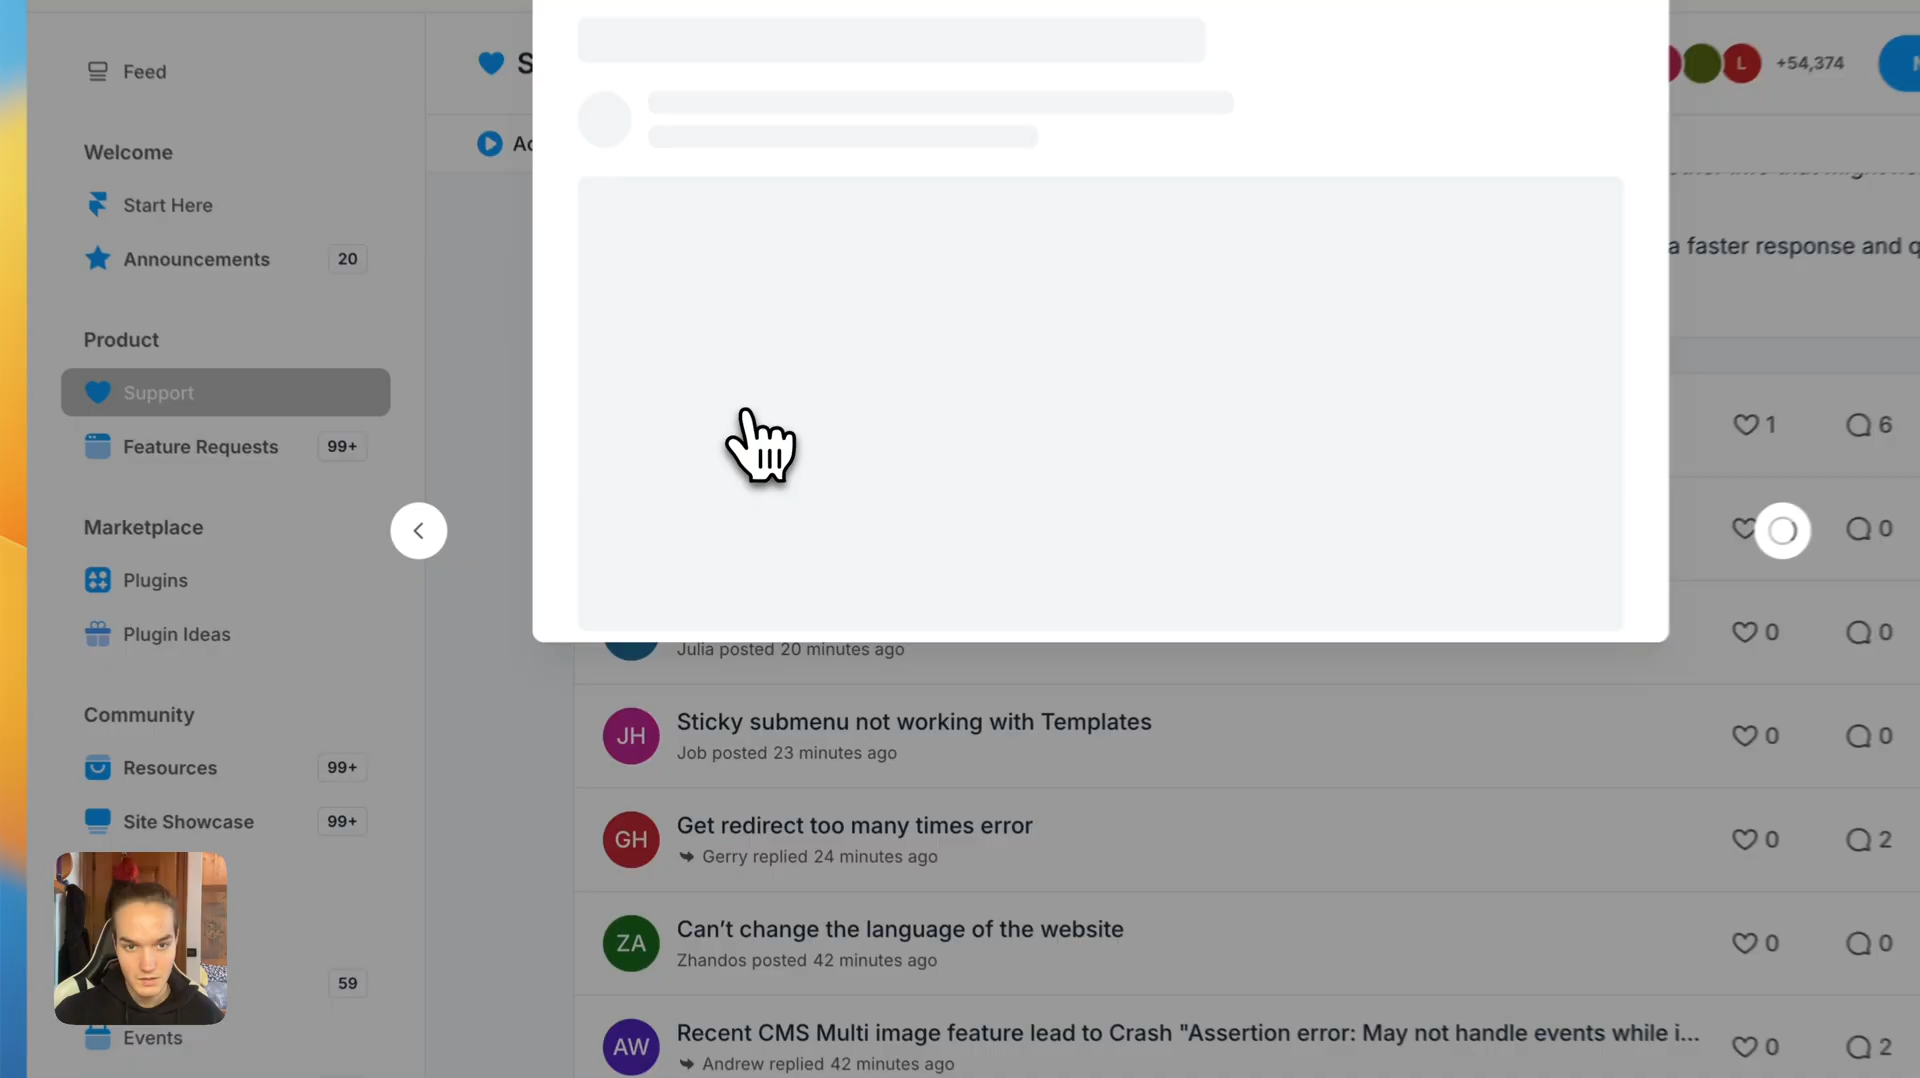 Feed
Welcome
Start Here
Announcements
20
Product
Support
Feature Requests
99+
Marketplace
Plugins
Plugin Ideas
Community
Resources
99+
Site Showcase
99+
59
Events
L
+54,374
a faster response and
1
6
0
0
0
Julia posted 20 minutes ago
JH
Sticky submenu not working with Templates
Job posted 23 minutes ago
0
0
GH
Get redirect too many times error
Gerry replied 24 minutes ago
0
2
ZA
Can’t change the language of the website
Zhandos posted 42 minutes ago
0
0
AW
Recent CMS Multi image feature lead to Crash "Assertion error: May not handle events while i...
Andrew replied 42 minutes ago
0
2